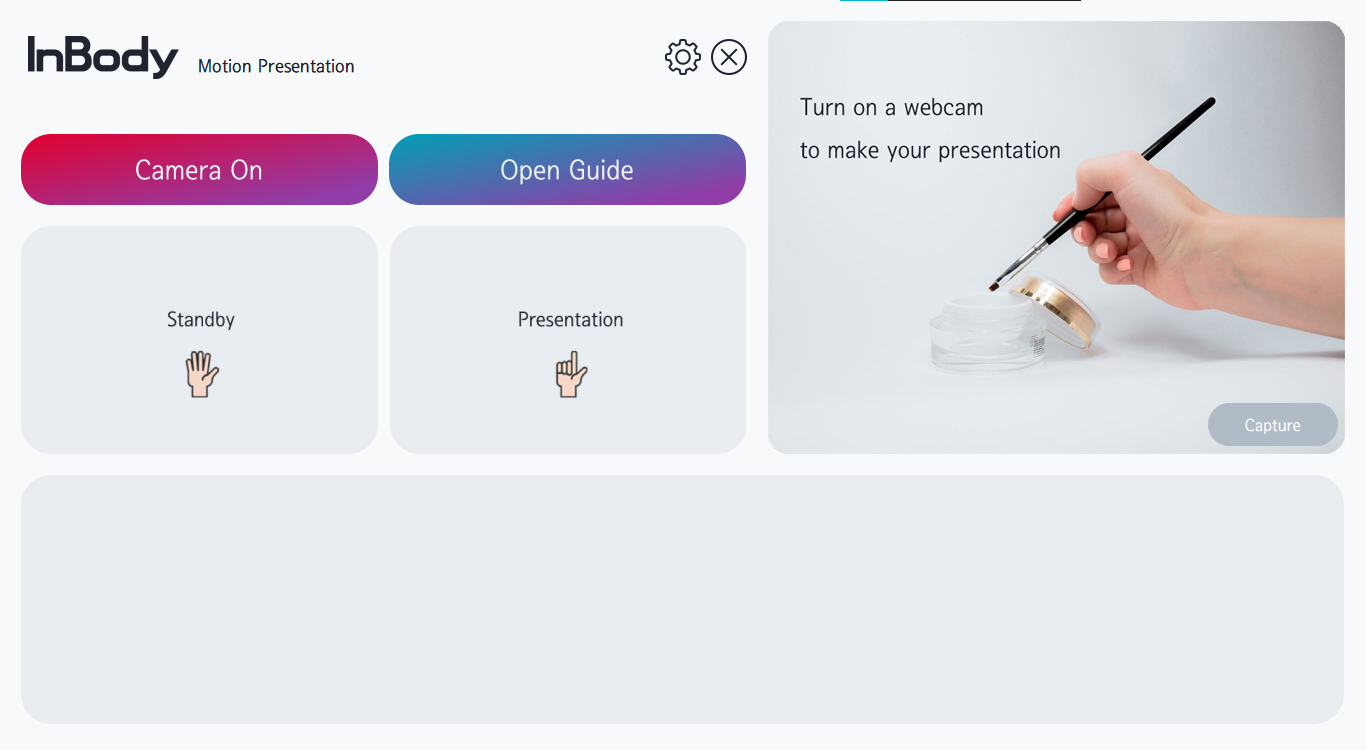 InBody
Motion Presentation
Turn on a webcam
to make your presentation
Camera On
Open Guide
Standby
Presentation
Capture